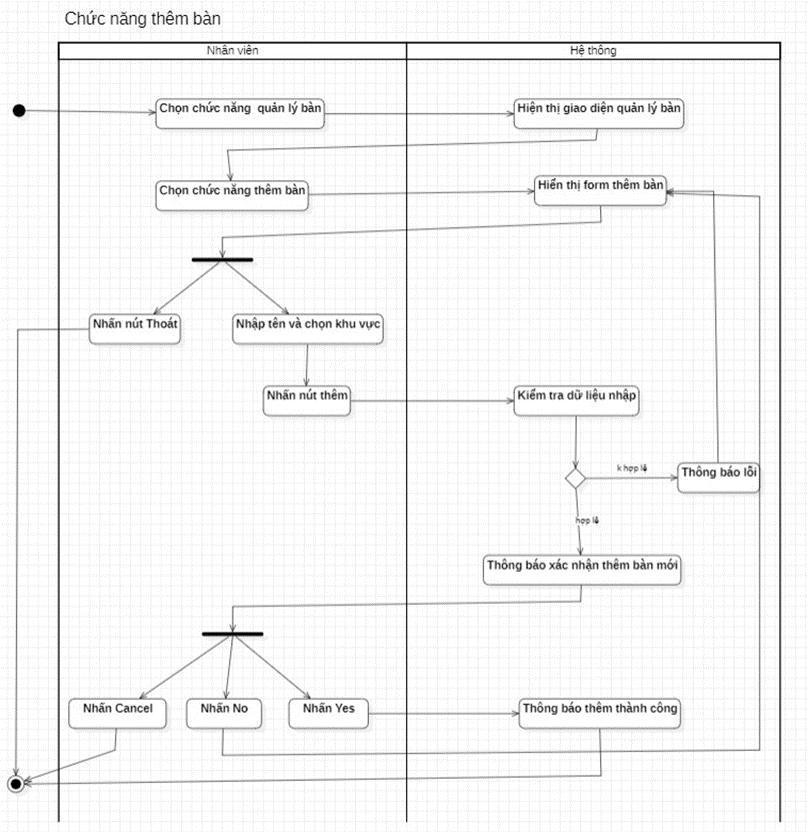 Chức năng thêm bàn
Nhân viên
Hệ thống
Chọn chức năng quản lý bàn
Hiện thị giao diện quản lý bàn
Chọn chức năng thêm bàn
Hiển thị form thêm bàn
Nhấn nút Thoát
Nhập tên và chọn khu vực
Nhấn nút thêm
Kiểm tra dữ liệu nhập
k hợp lê
Thông báo lỗi
hợp lê
Thông báo xác nhận thêm bàn mới
Nhấn Cancel
Nhấn No
Nhấn Yes
Thông báo thêm thành công